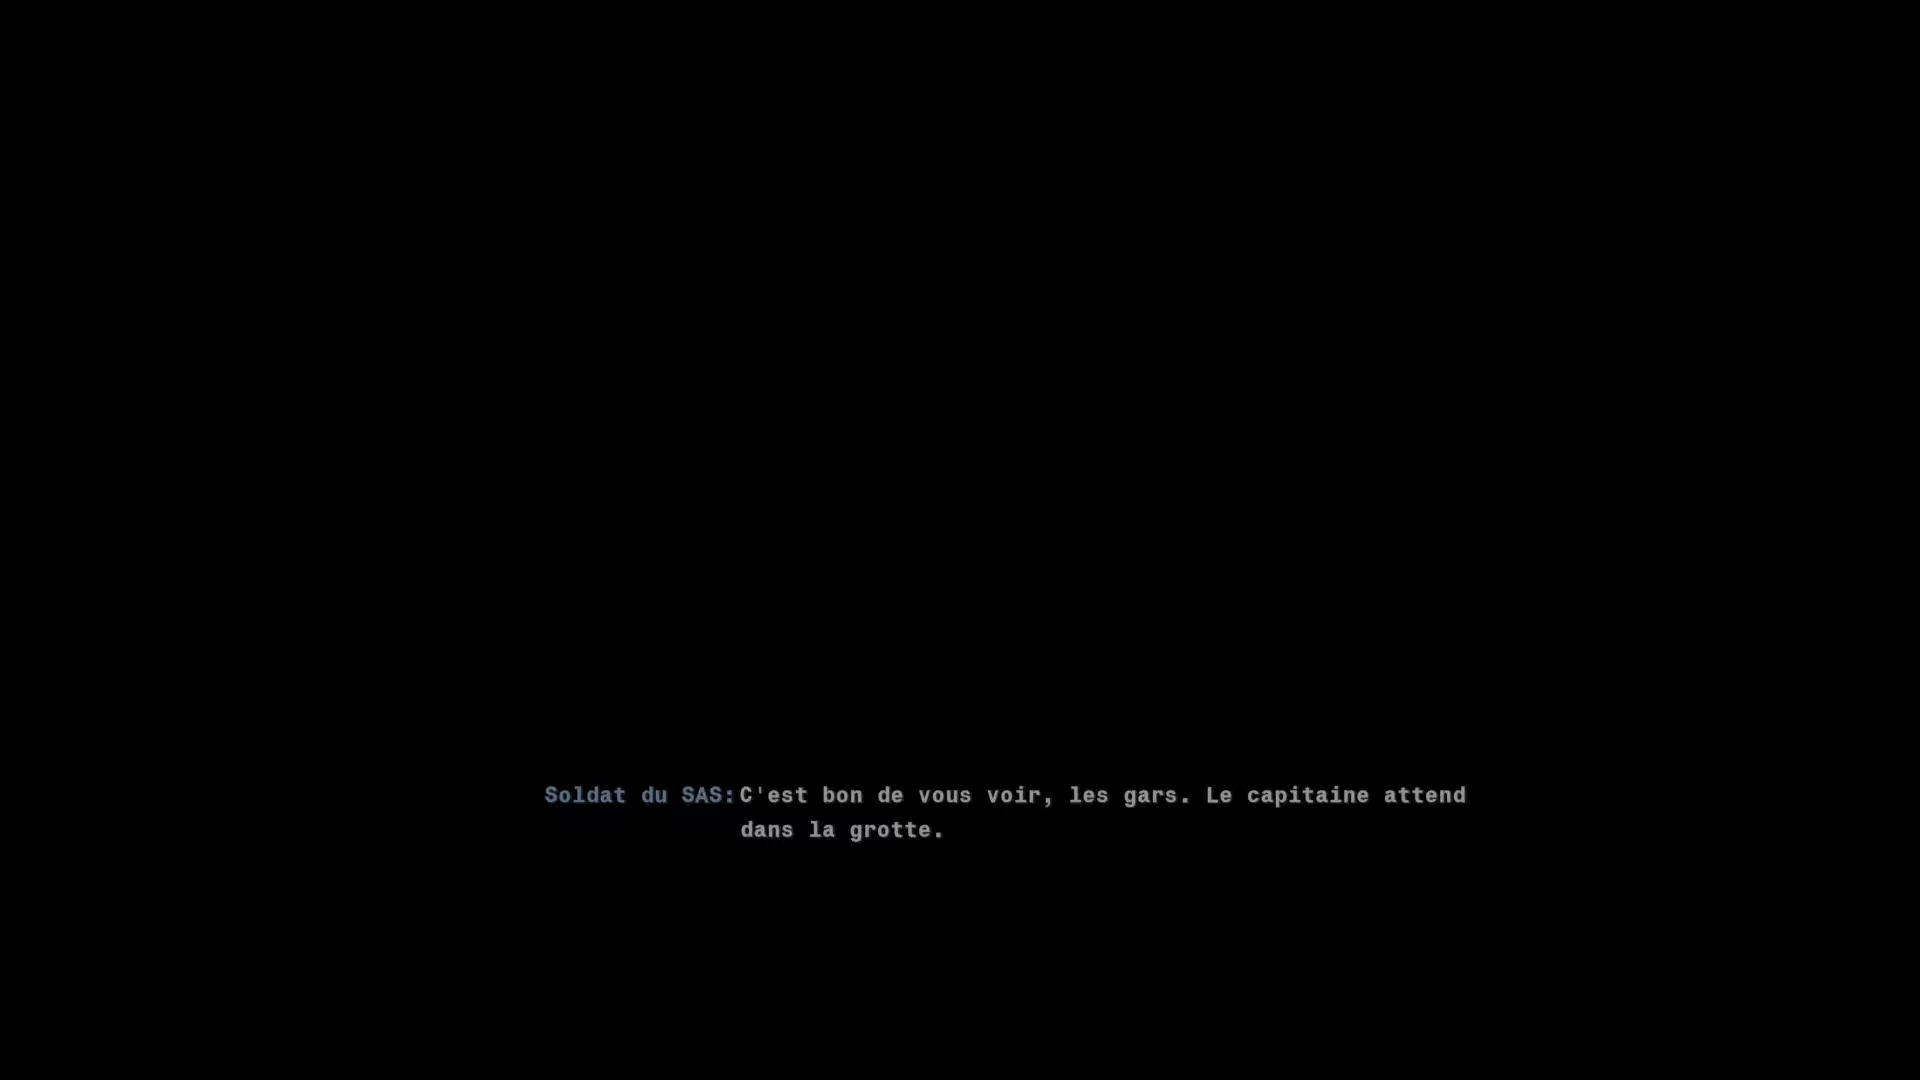 Soldat du SAS: C'est bon de vous voir, les gars. Le capitaine attend
dans la grotte.